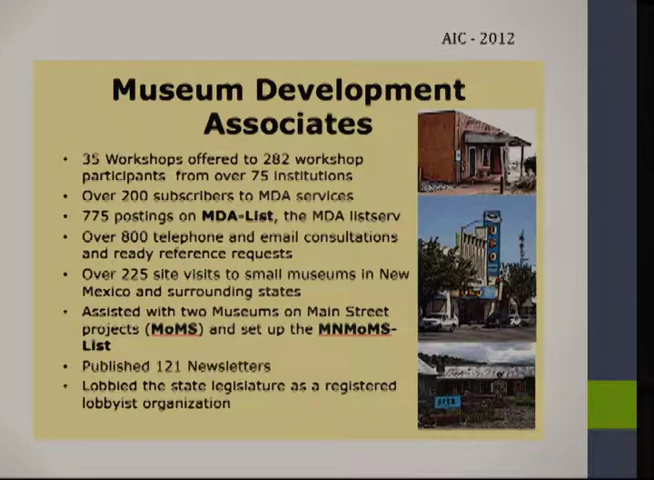 AIC - 2012
Museum Development
Associates
• 35 Workshops offered to 282 workshop
participants from over 75 institutions
• Over 200 subscribers to MDA services
• 775 postings on MDA-List, the MDA listserv
• Over 800 telephone and email consultations
and ready reference requests
• Over 225 site visits to small museums in New
Mexico and surrounding states
• Assisted with two Museums on Main Street
projects (MoMS) and set up the MNMoMS-
List
• Published 121 Newsletters
• Lobbied the state legislature as a registered
lobbyist organization
UFO
OPEN